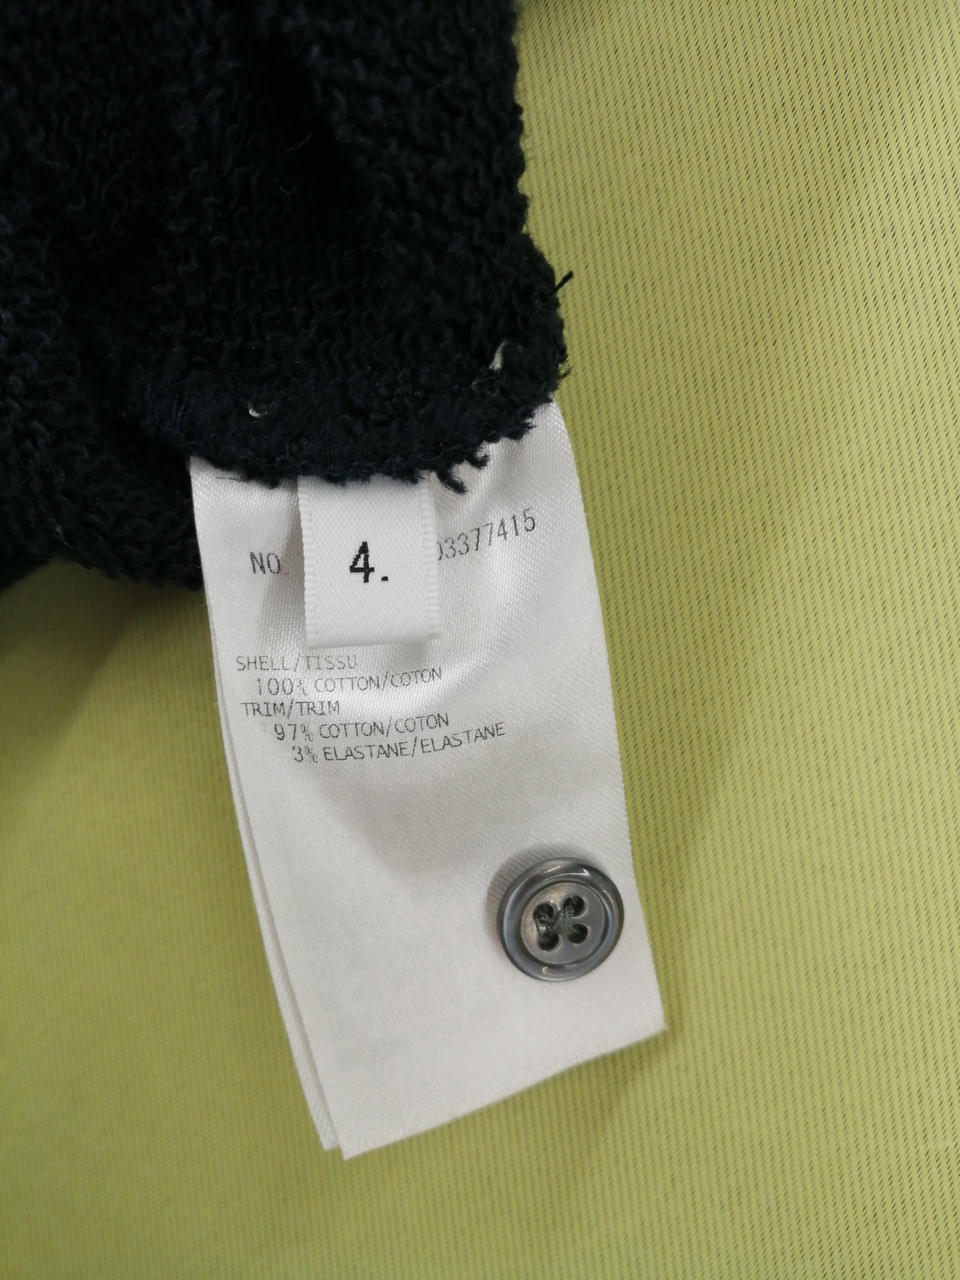 NO. 03377415
4.
SHELL/TISSU
100% COTTON/COTON
TRIM/TRIM
97% COTTON/COTON
3% ELASTANE/ELASTANE